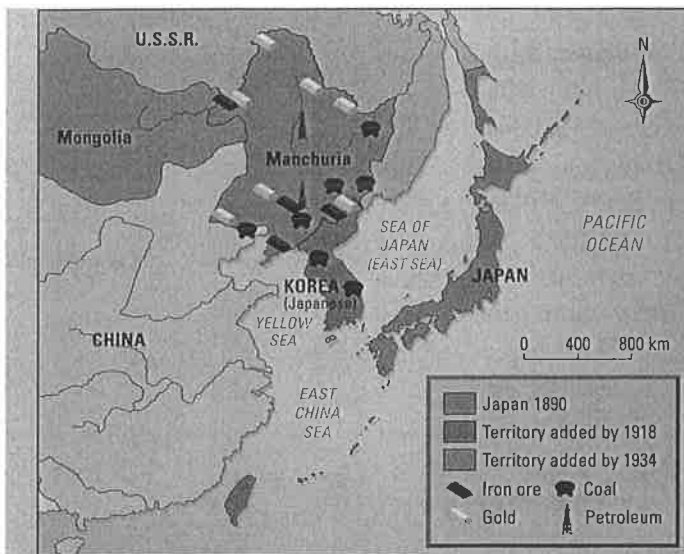 U.S.S.R.
N
Mongolia
Manchuria
SEA OF
JAPAN
(EAST SEA)
PACIFIC
OCEAN
KOREA
(Japanese)
JAPAN
YELLOW
SEA
CHINA
0 400 800 km
EAST
CHINA
SEA
Japan 1890
Territory added by 1918
Territory added by 1934
Iron ore
Coal
Gold
Petroleum